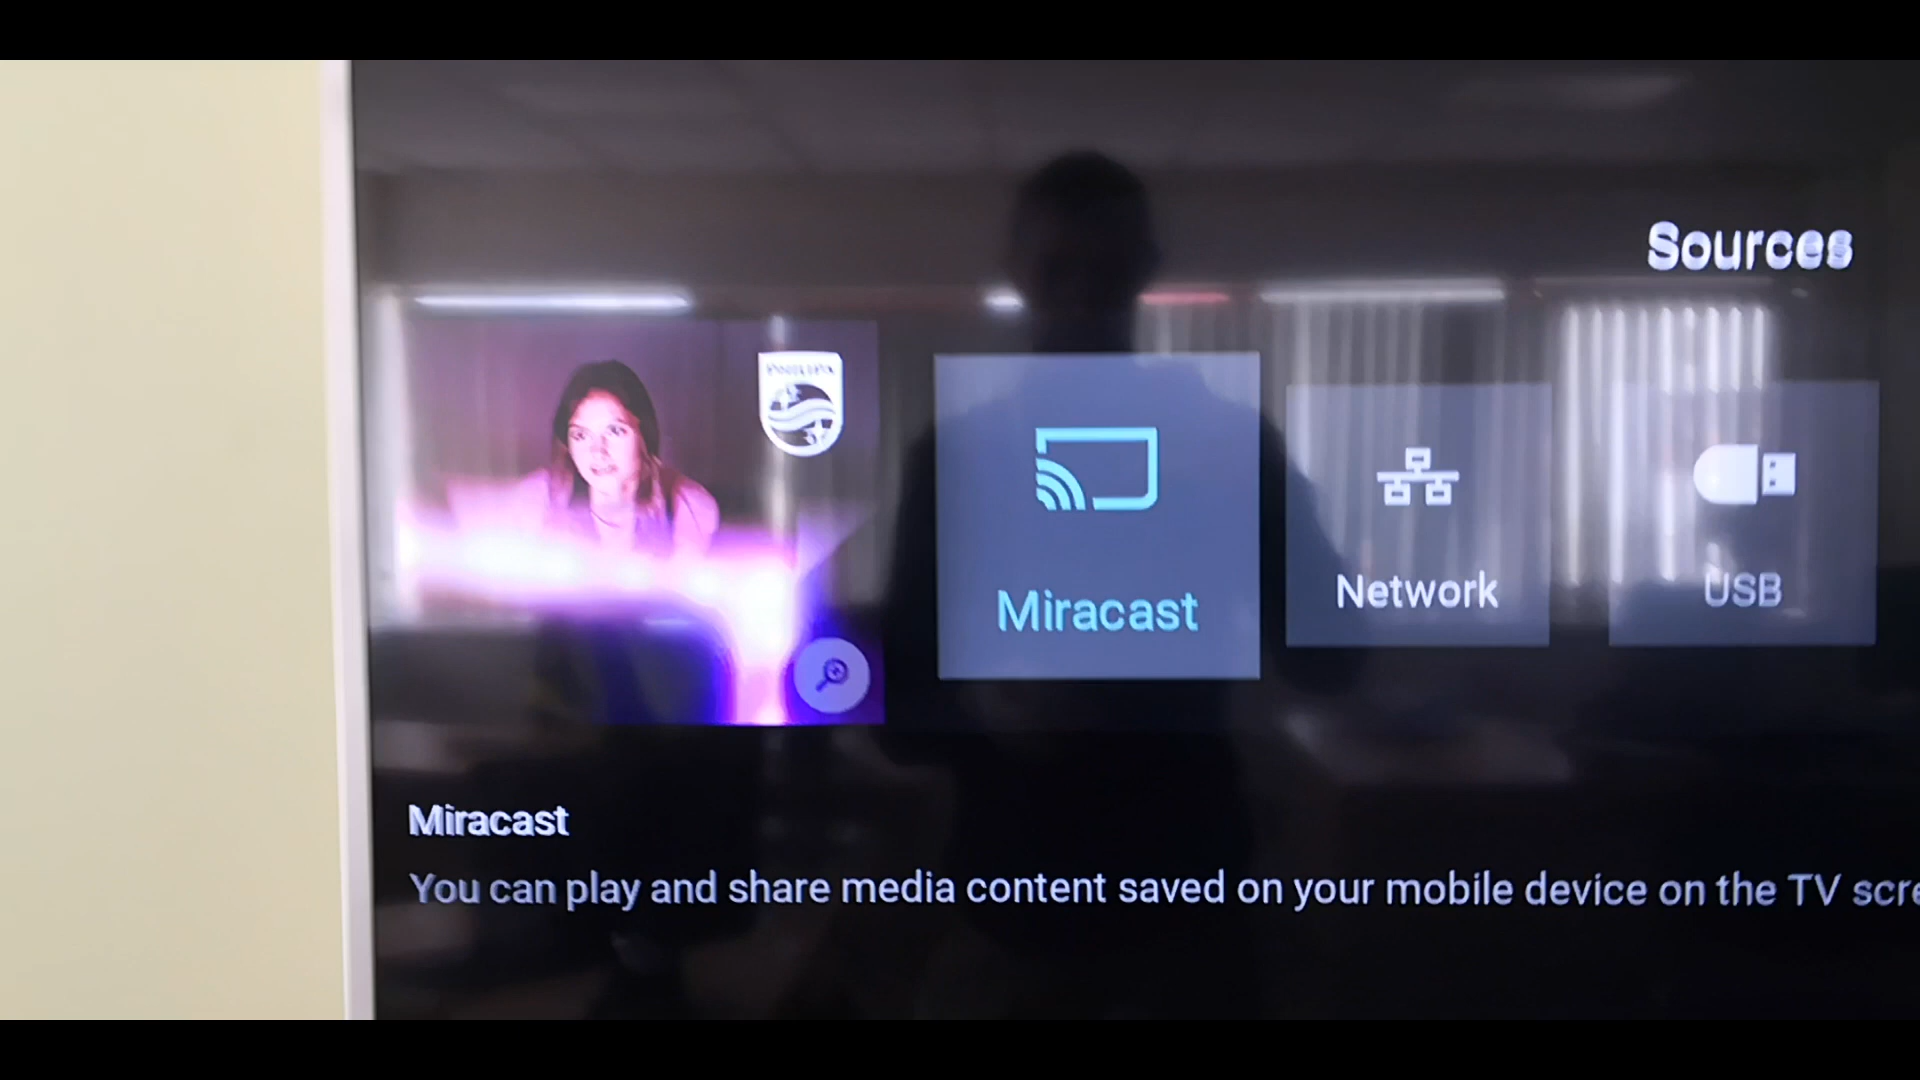 Sources
PHILIPS
Miracast
Network
USB
Miracast
You can play and share media content saved on your mobile device on the TV scre